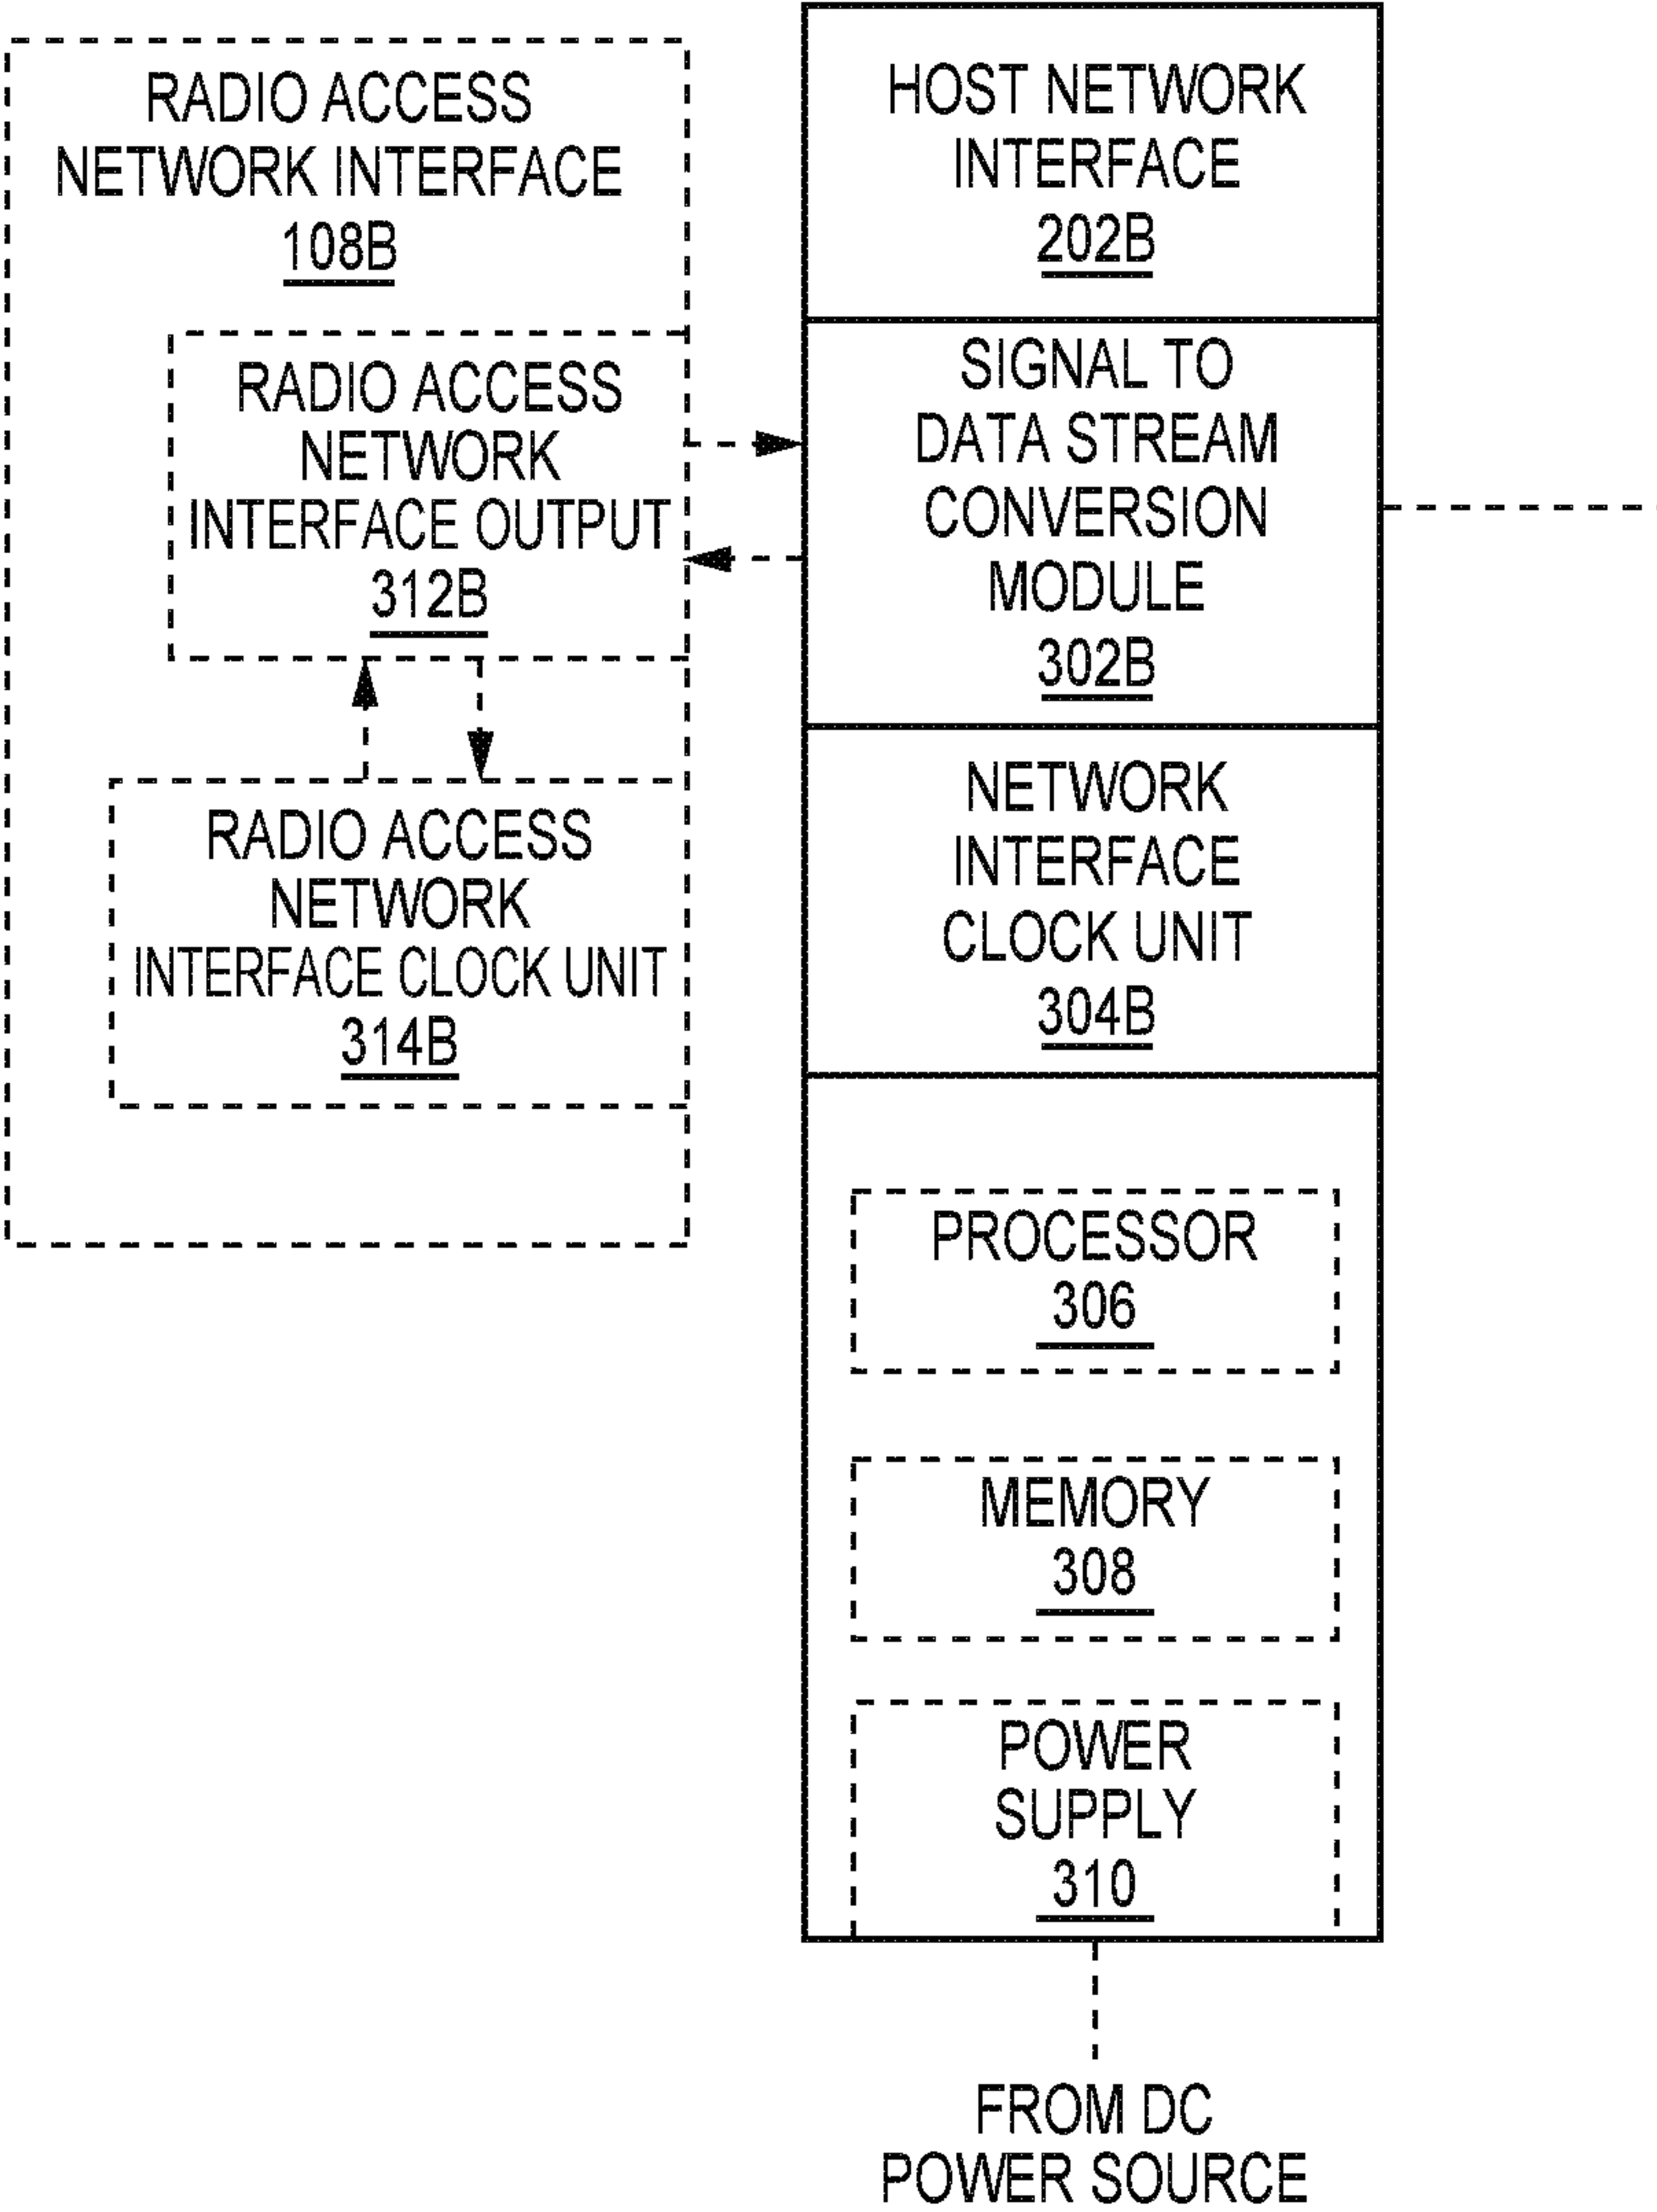 RADIO ACCESS
NETWORK INTERFACE
108B
RADIO ACCESS
NETWORK
INTERFACE OUTPUT
312B
RADIO ACCESS
NETWORK
INTERFACE CLOCK UNIT
314B
HOST NETWORK
INTERFACE
202B
SIGNAL TO
DATA STREAM
CONVERSION
MODULE
302B
NETWORK
INTERFACE
CLOCK UNIT
304B
PROCESSOR
306
MEMORY
308
POWER
SUPPLY
310
FROM DC
POWER SOURCE